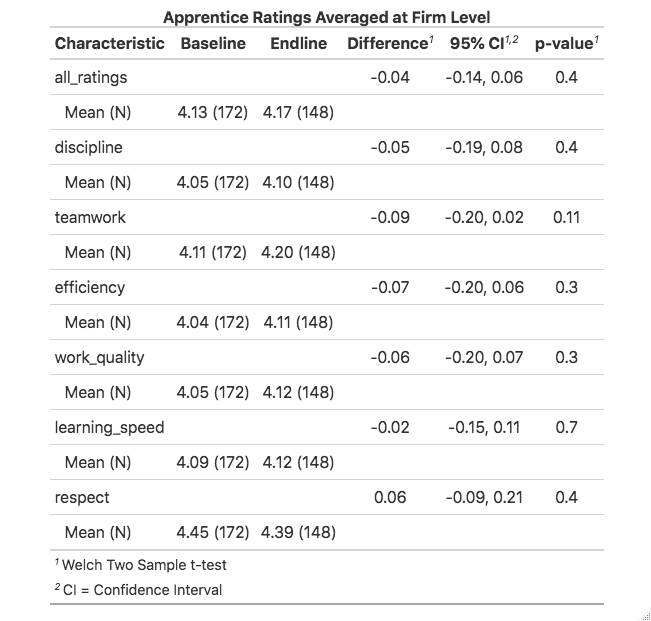 Apprentice Ratings Averaged at Firm Level
Characteristic Baseline Endline Difference¹ 95% CI¹,² p-value¹
all_ratings -0.04 -0.14, 0.06 0.4
Mean (N) 4.13 (172) 4.17 (148)
discipline -0.05 -0.19, 0.08 0.4
Mean (N) 4.05 (172) 4.10 (148)
teamwork -0.09 -0.20, 0.02 0.11
Mean (N) 4.11 (172) 4.20 (148)
efficiency -0.07 -0.20, 0.06 0.3
Mean (N) 4.04 (172) 4.11 (148)
work_quality -0.06 -0.20, 0.07 0.3
Mean (N) 4.05 (172) 4.12 (148)
learning_speed -0.02 -0.15, 0.11 0.7
Mean (N) 4.09 (172) 4.12 (148)
respect 0.06 -0.09, 0.21 0.4
Mean (N) 4.45 (172) 4.39 (148)
¹ Welch Two Sample t-test
² CI = Confidence Interval